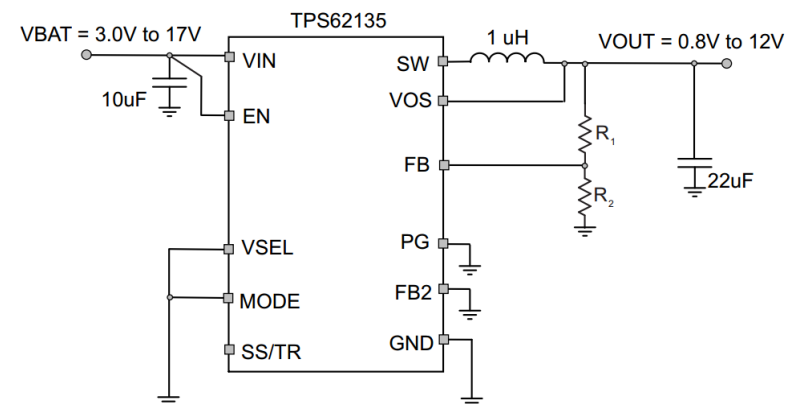 TPS62135
VBAT = 3.0V to 17V
10uF
VIN
EN
VSEL
MODE
SS/TR
SW
VOS
FB
PG
FB2
GND
1 uH
VOUT = 0.8V to 12V
R₁
R₂
22uF